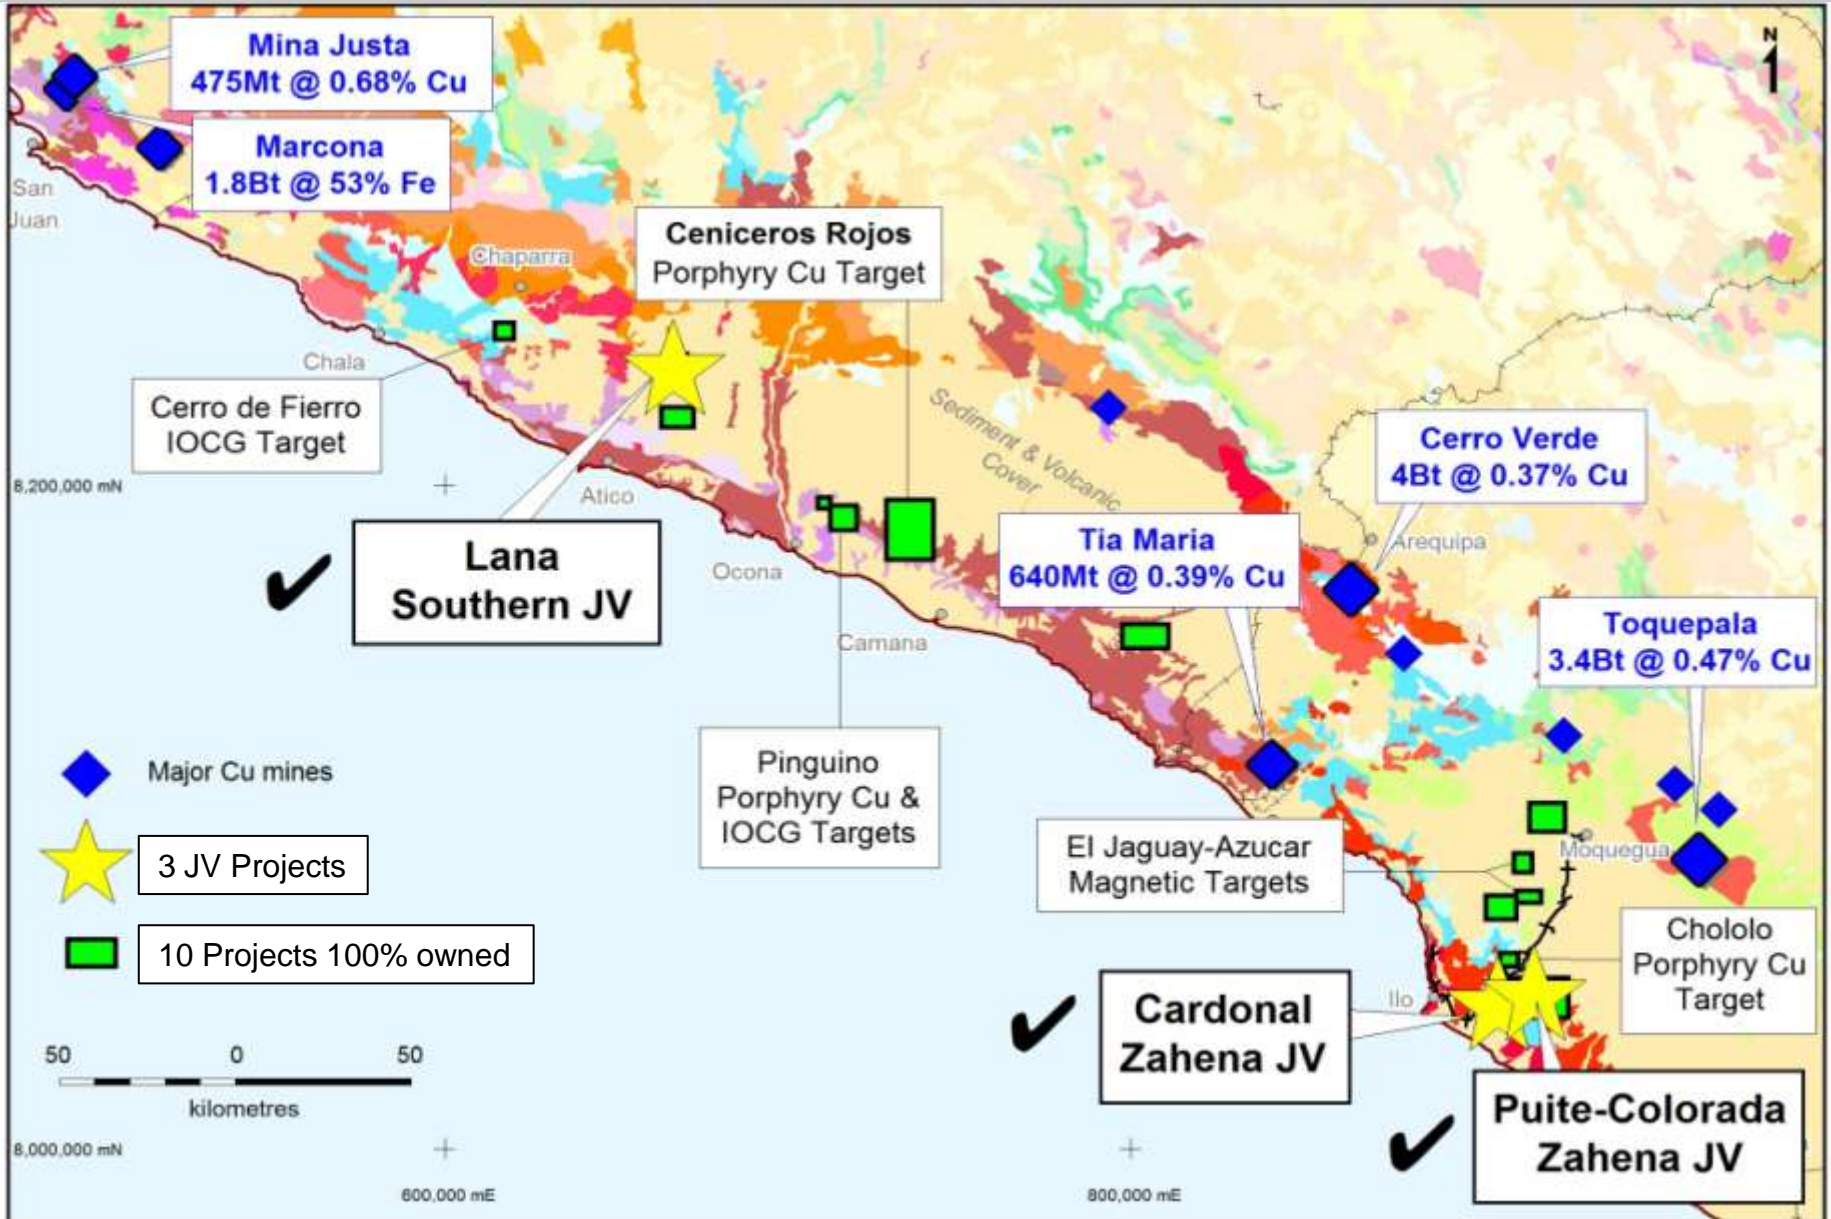 N
Mina Justa
475Mt @ 0.68% Cu
Marcona
1.8Bt @ 53% Fe
San
Juan
Ceniceros Rojos
Porphyry Cu Target
Chaparra
Chala
Cerro de Fierro
IOCG Target
Sediment & Volcanic
Cover
Cerro Verde
4Bt @ 0.37% Cu
8,200,000 mN
Atico
Lana
Southern JV
Ocona
Tia Maria
640Mt @ 0.39% Cu
Arequipa
Camana
Toquepala
3.4Bt @ 0.47% Cu
Pinguino
Porphyry Cu &
IOCG Targets
Major Cu mines
3 JV Projects
10 Projects 100% owned
El Jaguay-Azucar
Magnetic Targets
Moquegua
Chololo
Porphyry Cu
Target
Ilo
Cardonal
Zahena JV
Puite-Colorada
Zahena JV
50 0 50
kilometres
8,000,000 mN
600,000 mE
800,000 mE